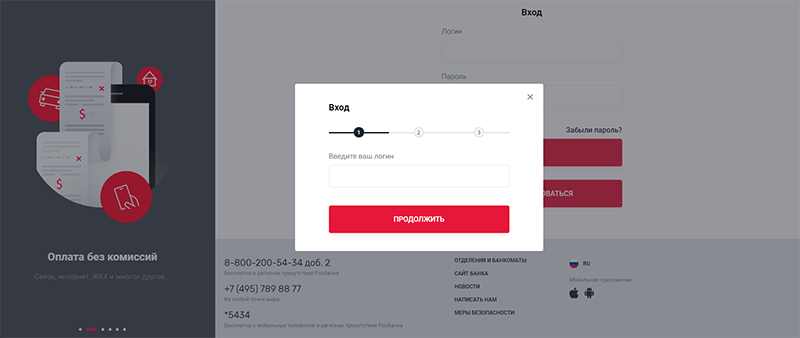 Оплата без комиссий
Связь, интернет, ЖКХ и многое другое...
Вход
Логин
Пароль
Забыли пароль?
ОВАТЬСЯ
Вход
1
2
3
Введите ваш логин
ПРОДОЛЖИТЬ
8-800-200-54-34 доб. 2
Бесплатно в регионах присутствия Росбанка
+7 (495) 789 88 77
Из любой точки мира
*5434
Бесплатно с мобильных телефонов в регионах присутствия Росбанка
ОТДЕЛЕНИЯ И БАНКОМАТЫ
САЙТ БАНКА
НОВОСТИ
НАПИСАТЬ НАМ
МЕРЫ БЕЗОПАСНОСТИ
RU
Мобильное приложение